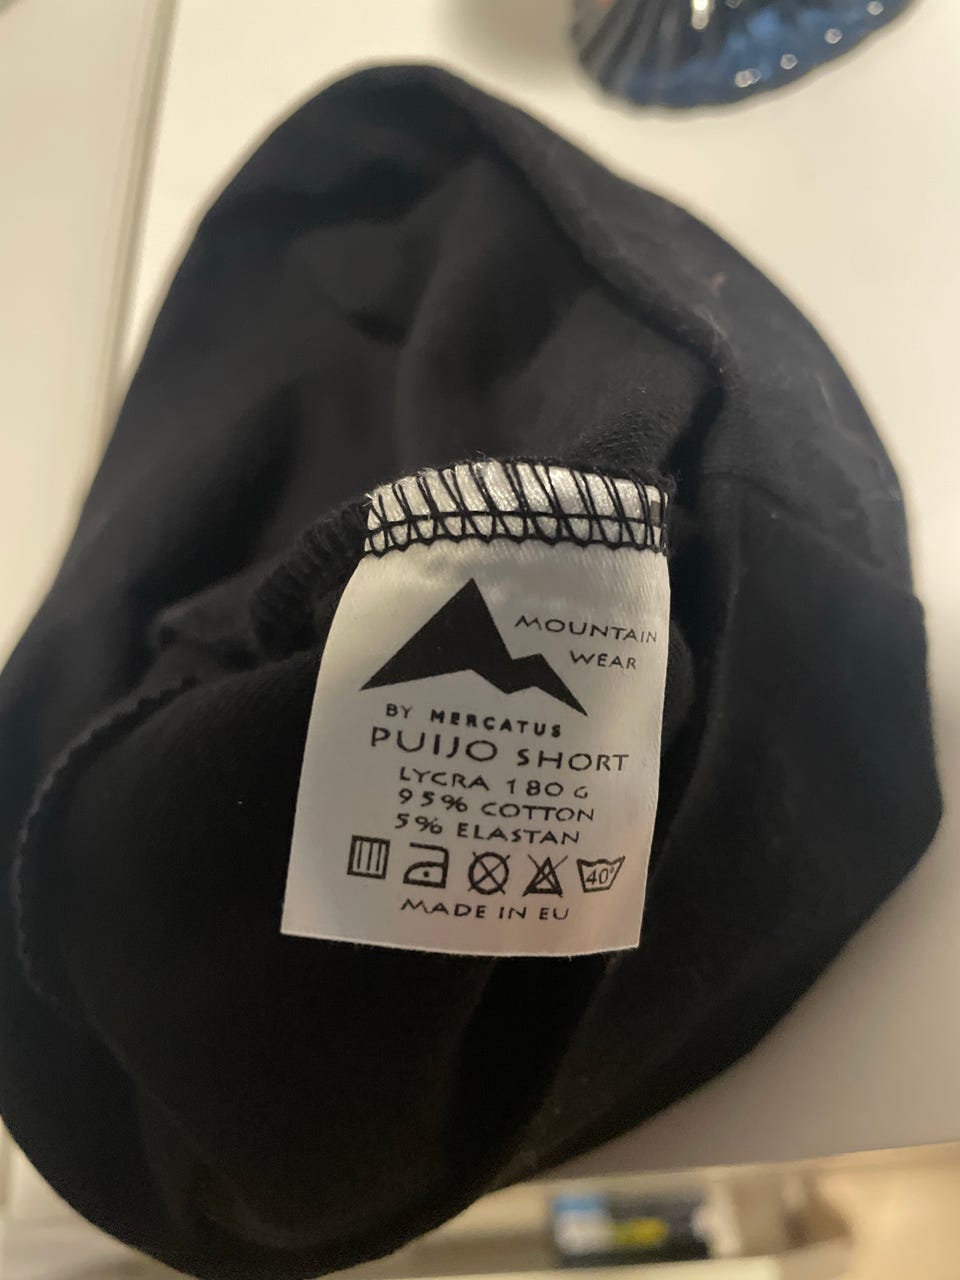 MOUNTAIN
WEAR
BY MERCATUS
PUIJO SHORT
LYCRA 180 G
95% COTTON
5% ELASTAN
40°
MADE IN EU